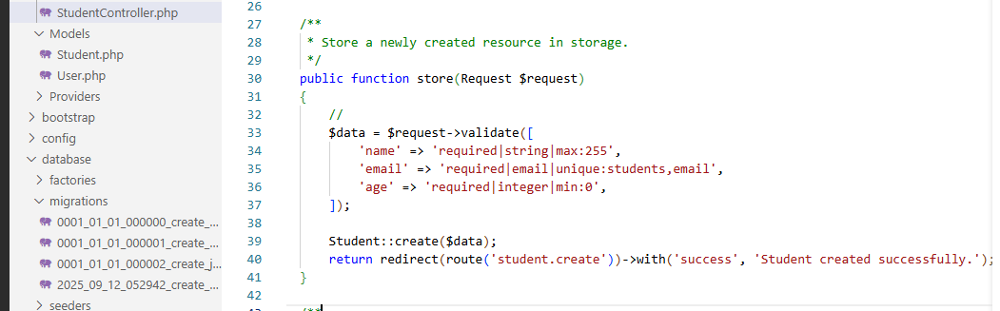 StudentController.php
Models
Student.php
User.php
Providers
bootstrap
config
database
factories
migrations
0001_01_01_000000_create_...
0001_01_01_000001_create_...
0001_01_01_000002_create_j...
2025_09_12_052942_create_...
seeders
26
27 /**
28 * Store a newly created resource in storage.
29 */
30 public function store(Request $request)
31 {
32 //
33 $data = $request->validate([
34 'name' => 'required|string|max:255',
35 'email' => 'required|email|unique:students,email',
36 'age' => 'required|integer|min:0',
37 ]);
38
39 Student::create($data);
40 return redirect(route('student.create'))->with('success', 'Student created successfully.');
41 }
42